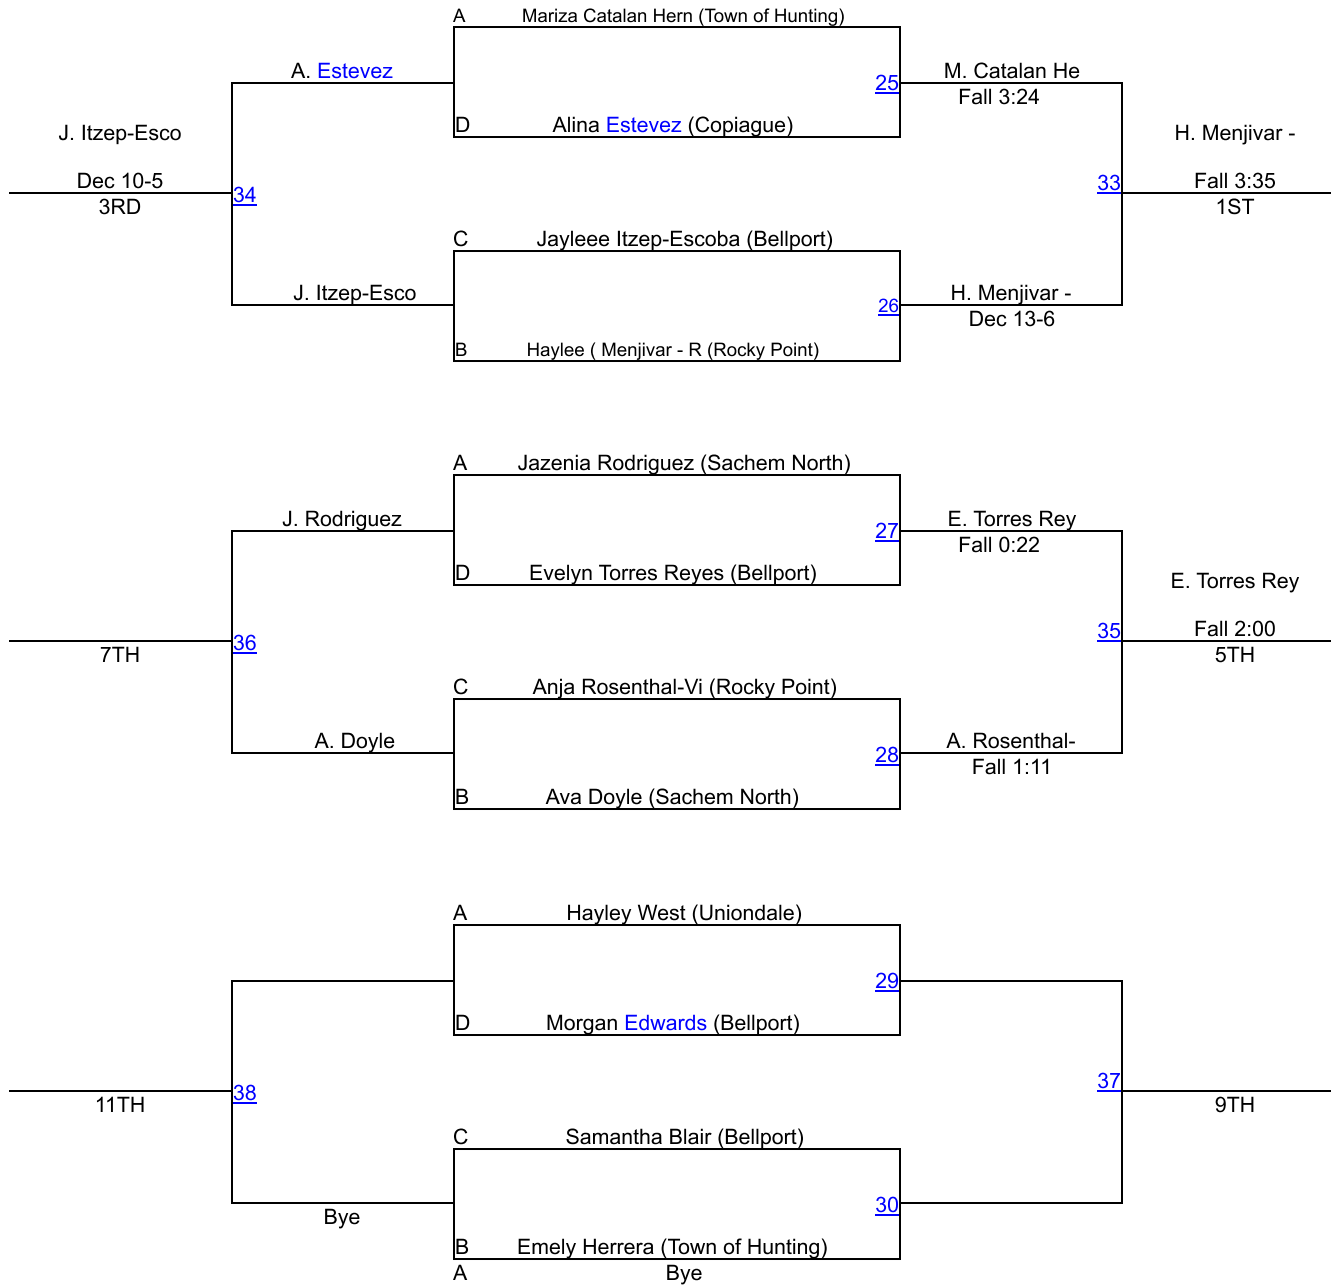 A Mariza Catalan Hern (Town of Hunting)
A. Estevez
25
M. Catalan He
Fall 3:24
D Alina Estevez (Copiague)
J. Itzep-Esco
H. Menjivar -
Dec 10-5
3RD
34
33
Fall 3:35
1ST
C Jayleee Itzep-Escoba (Bellport)
J. Itzep-Esco
26
H. Menjivar -
Dec 13-6
B Haylee ( Menjivar - R (Rocky Point)
A Jazenia Rodriguez (Sachem North)
J. Rodriguez
27
E. Torres Rey
Fall 0:22
D Evelyn Torres Reyes (Bellport)
E. Torres Rey
7TH
36
35
Fall 2:00
5TH
C Anja Rosenthal-Vi (Rocky Point)
A. Doyle
28
A. Rosenthal-
Fall 1:11
B Ava Doyle (Sachem North)
A Hayley West (Uniondale)
29
D Morgan Edwards (Bellport)
11TH
38
37
9TH
C Samantha Blair (Bellport)
30
Bye
B Emely Herrera (Town of Hunting)
A Bye